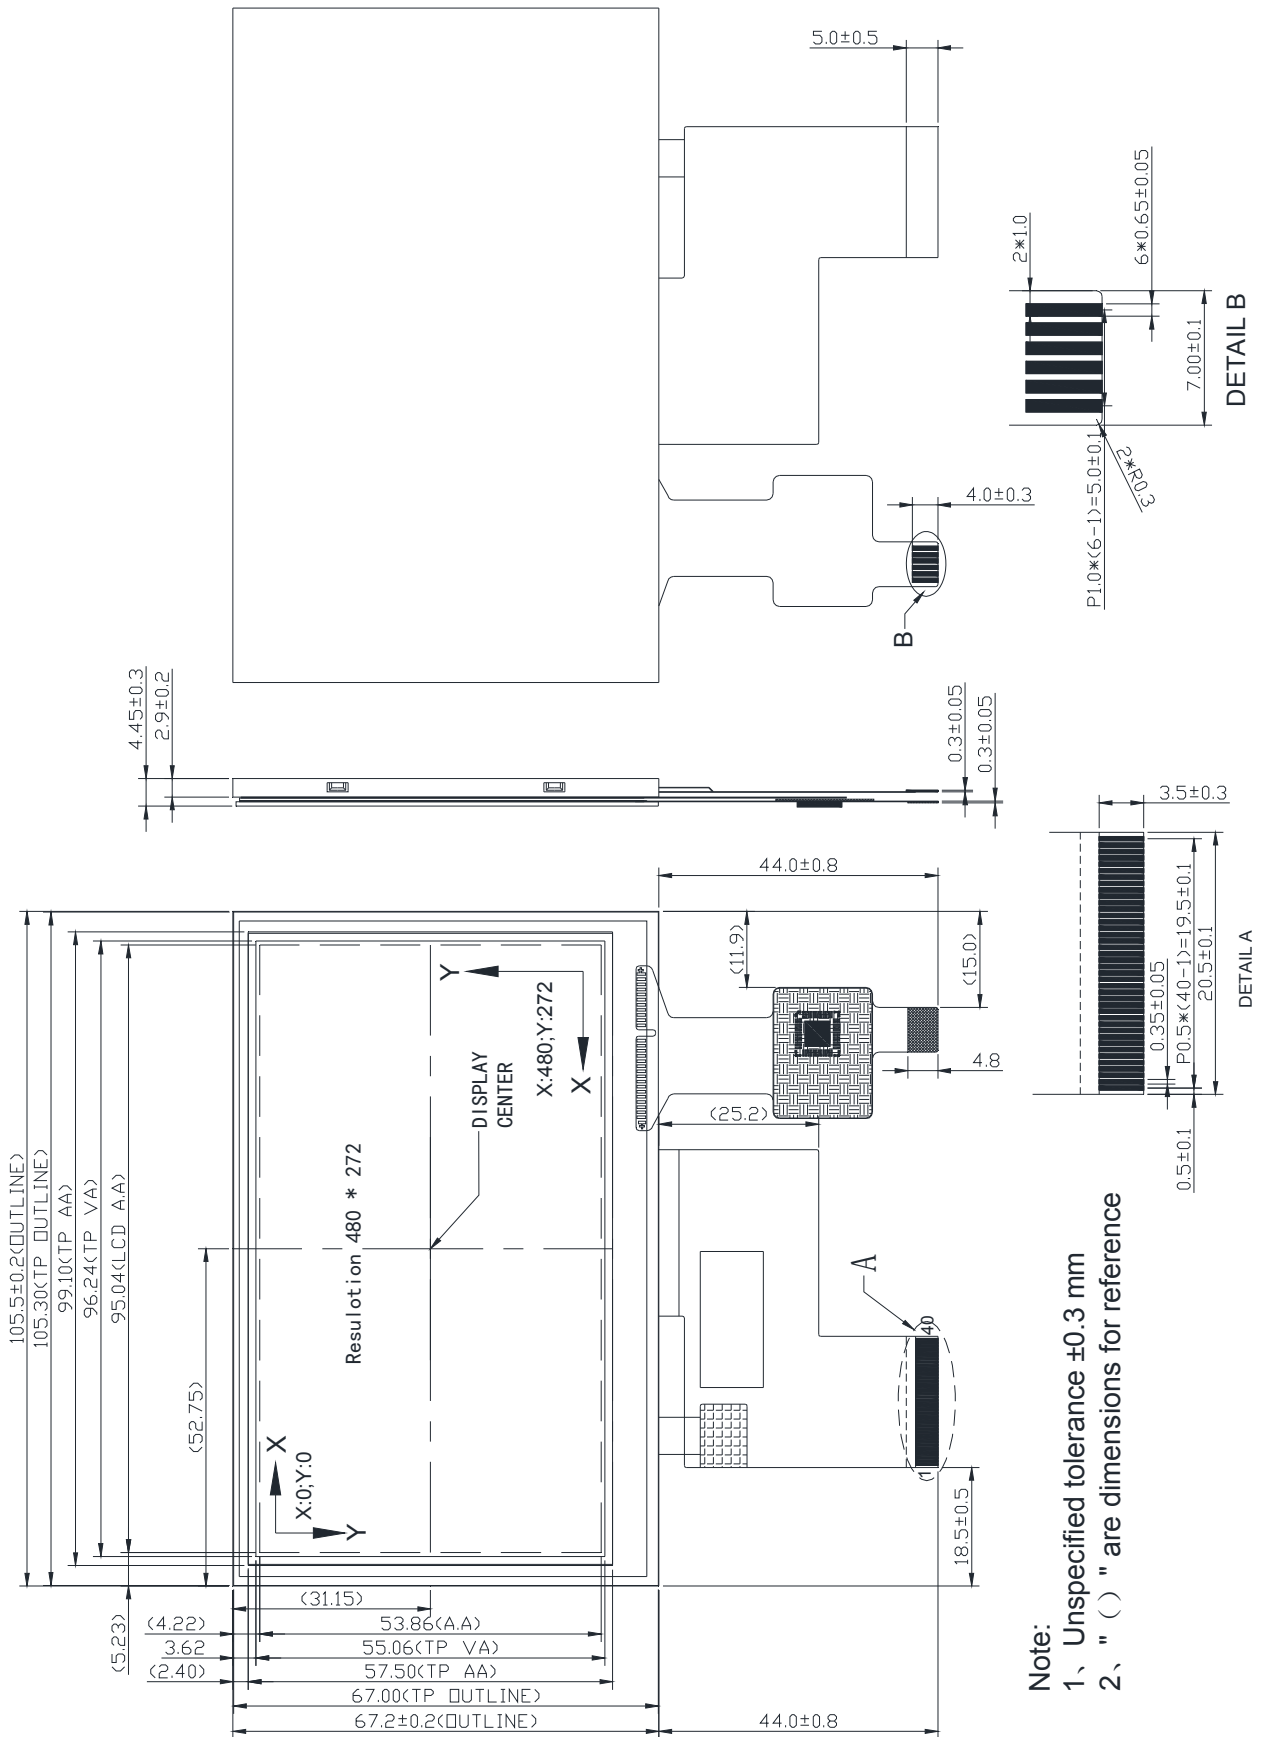 105.5±0.2(OUTLINE)
105.30(TP OUTLINE)
99.10(TP AA)
96.24(TP VA)
95.04(LCD A.A)
(52.75)
(5.23)
(4.22)
3.62
(2.40)
(31.15)
53.86(A.A)
55.06(TP VA)
57.50(TP AA)
67.00(TP OUTLINE)
67.2±0.2(OUTLINE)
44.0±0.8
X
X:0;Y:0
Y
Resulotion 480 * 272
DISPLAY
CENTER
Y
X:480;Y:272
X
44.0±0.8
(11.9)
(15.0)
4.8
(25.2)
A
(1
40
18.5±0.5
4.45±0.3
2.9±0.2
0.3±0.05
0.3±0.05
5.0±0.5
4.0±0.3
B
2*1.0
6*0.65±0.05
7.00±0.1
P1.0*(6-1)=5.0±0.1
2*R0.3
DETAIL B
3.5±0.3
0.35±0.05
P0.5*(40-1)=19.5±0.1
20.5±0.1
0.5±0.1
DETAIL A
Note:
1、Unspecified tolerance ±0.3 mm
2、" () " are dimensions for reference